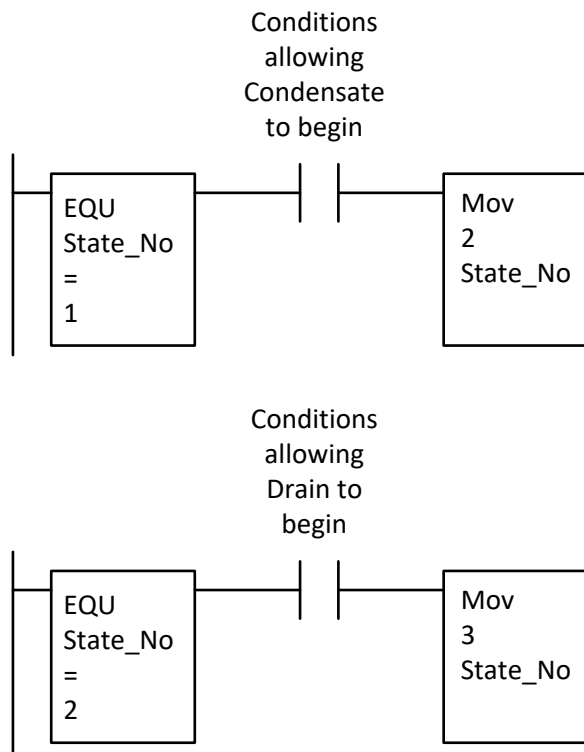 Conditions
allowing
Condensate
to begin
EQU
State_No
=
1
Mov
2
State_No
Conditions
allowing
Drain to
begin
EQU
State_No
=
2
Mov
3
State_No